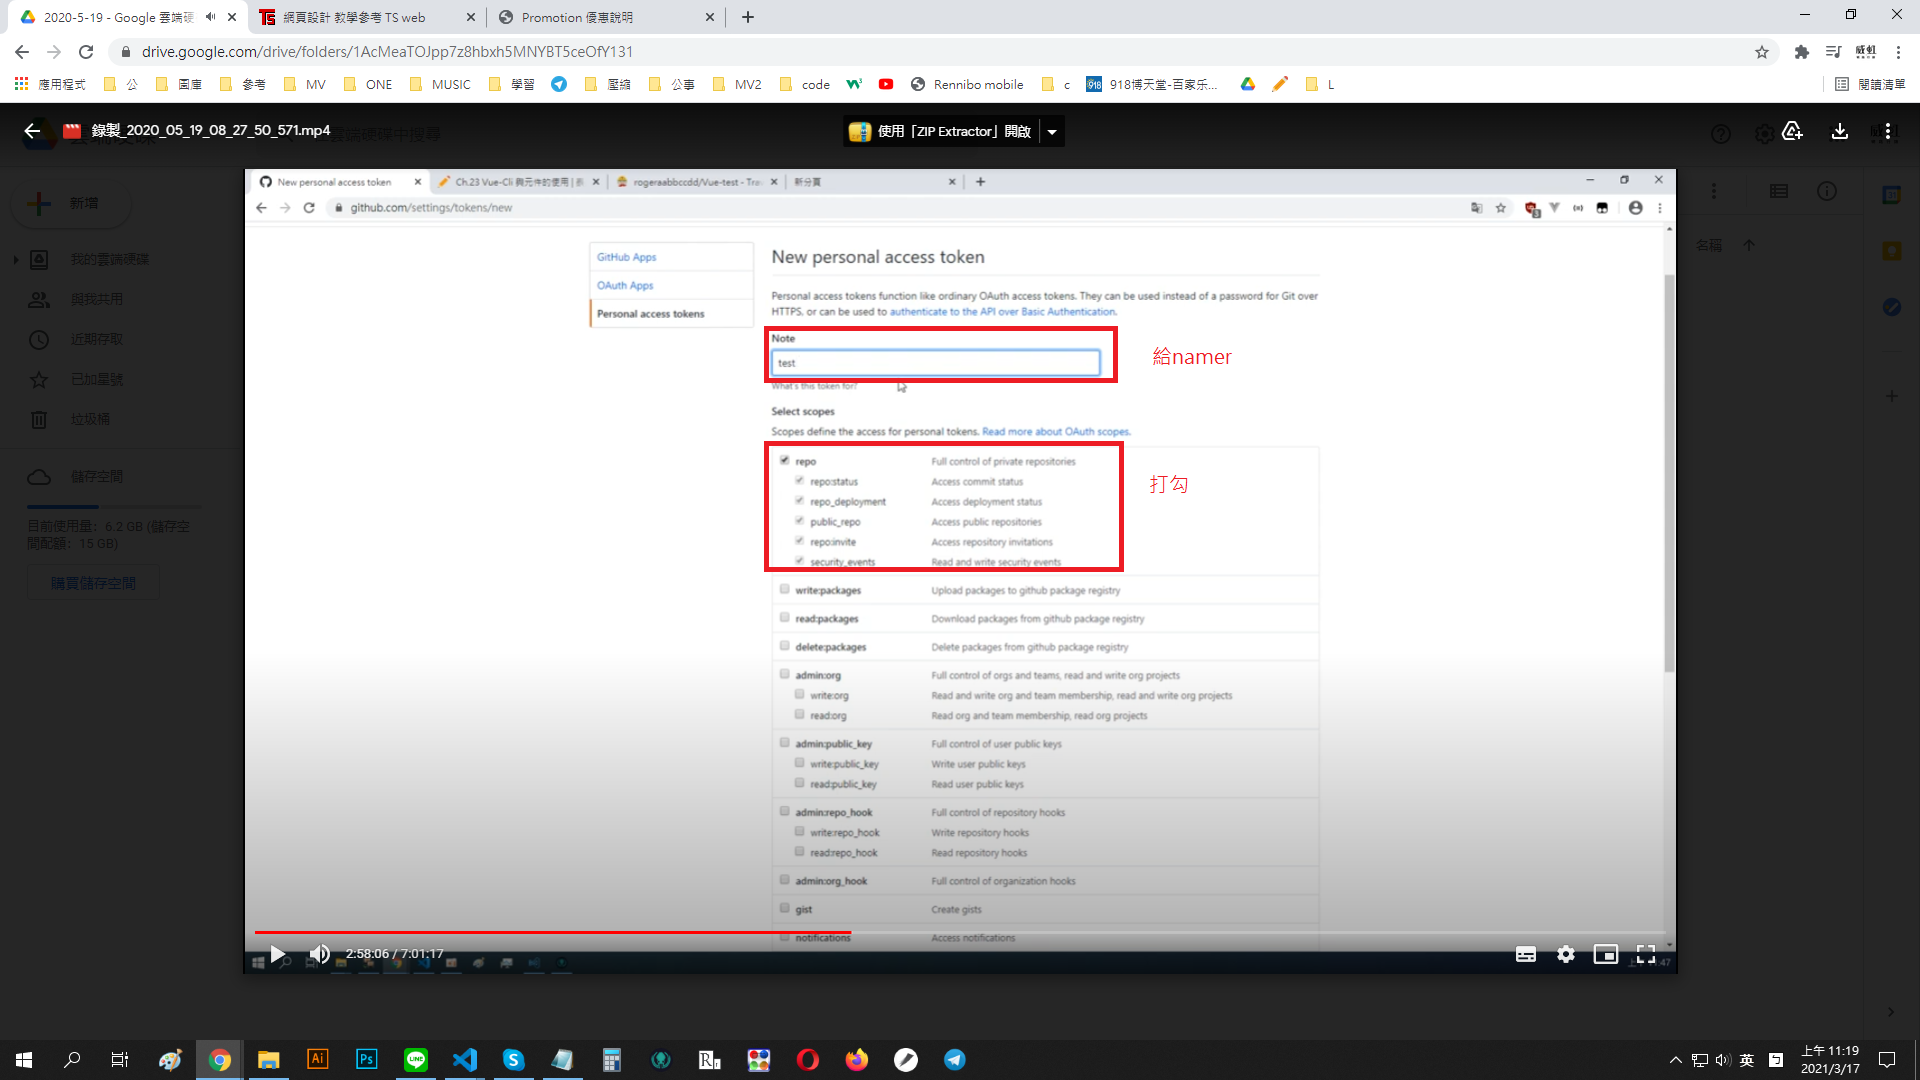 2020-5-19 - Google 雲端硬
網頁設計 教學參考 TS web
Promotion 優惠說明
drive.google.com/drive/folders/1AcMeaTOJpp7z8hbxh5MNYBT5ceOfY131
威虹
應用程式
公
圖庫
參考
MV
ONE
MUSIC
學習
壓縮
公事
MV2
code
Rennibo mobile
c
918博天堂-百家乐...
L
閱讀清單
錄製_2020_05_19_08_27_50_571.mp4
使用「ZIP Extractor」開啟
新增
我的雲端硬碟
與我共用
近期存取
已加星號
垃圾桶
儲存空間
目前使用量：6.2 GB (儲存空
間配額：15 GB)
購買儲存空間
名稱
New personal access token
Ch.23 Vue-Cli 與元件的使用 |
rogeraabbccdd/Vue-test - Tra
新分頁
github.com/settings/tokens/new
GitHub Apps
OAuth Apps
Personal access tokens
New personal access token
Personal access tokens function like ordinary OAuth access tokens. They can be used instead of a password for Git over
HTTPS, or can be used to authenticate to the API over Basic Authentication.
Note
test
What's this token for?
給namer
Select scopes
Scopes define the access for personal tokens. Read more about OAuth scopes.
打勾
repo Full control of private repositories
repo:status Access commit status
repo_deployment Access deployment status
public_repo Access public repositories
repo:invite Access repository invitations
security_events Read and write security events
write:packages Upload packages to github package registry
read:packages Download packages from github package registry
delete:packages Delete packages from github package registry
admin:org Full control of orgs and teams, read and write org projects
write:org Read and write org and team membership, read and write org projects
read:org Read org and team membership, read org projects
admin:public_key Full control of user public keys
write:public_key Write user public keys
read:public_key Read user public keys
admin:repo_hook Full control of repository hooks
write:repo_hook Write repository hooks
read:repo_hook Read repository hooks
admin:org_hook Full control of organization hooks
gist Create gists
notifications Access notifications
2:58:06 / 7:01:17
英
上午 11:19
2021/3/17